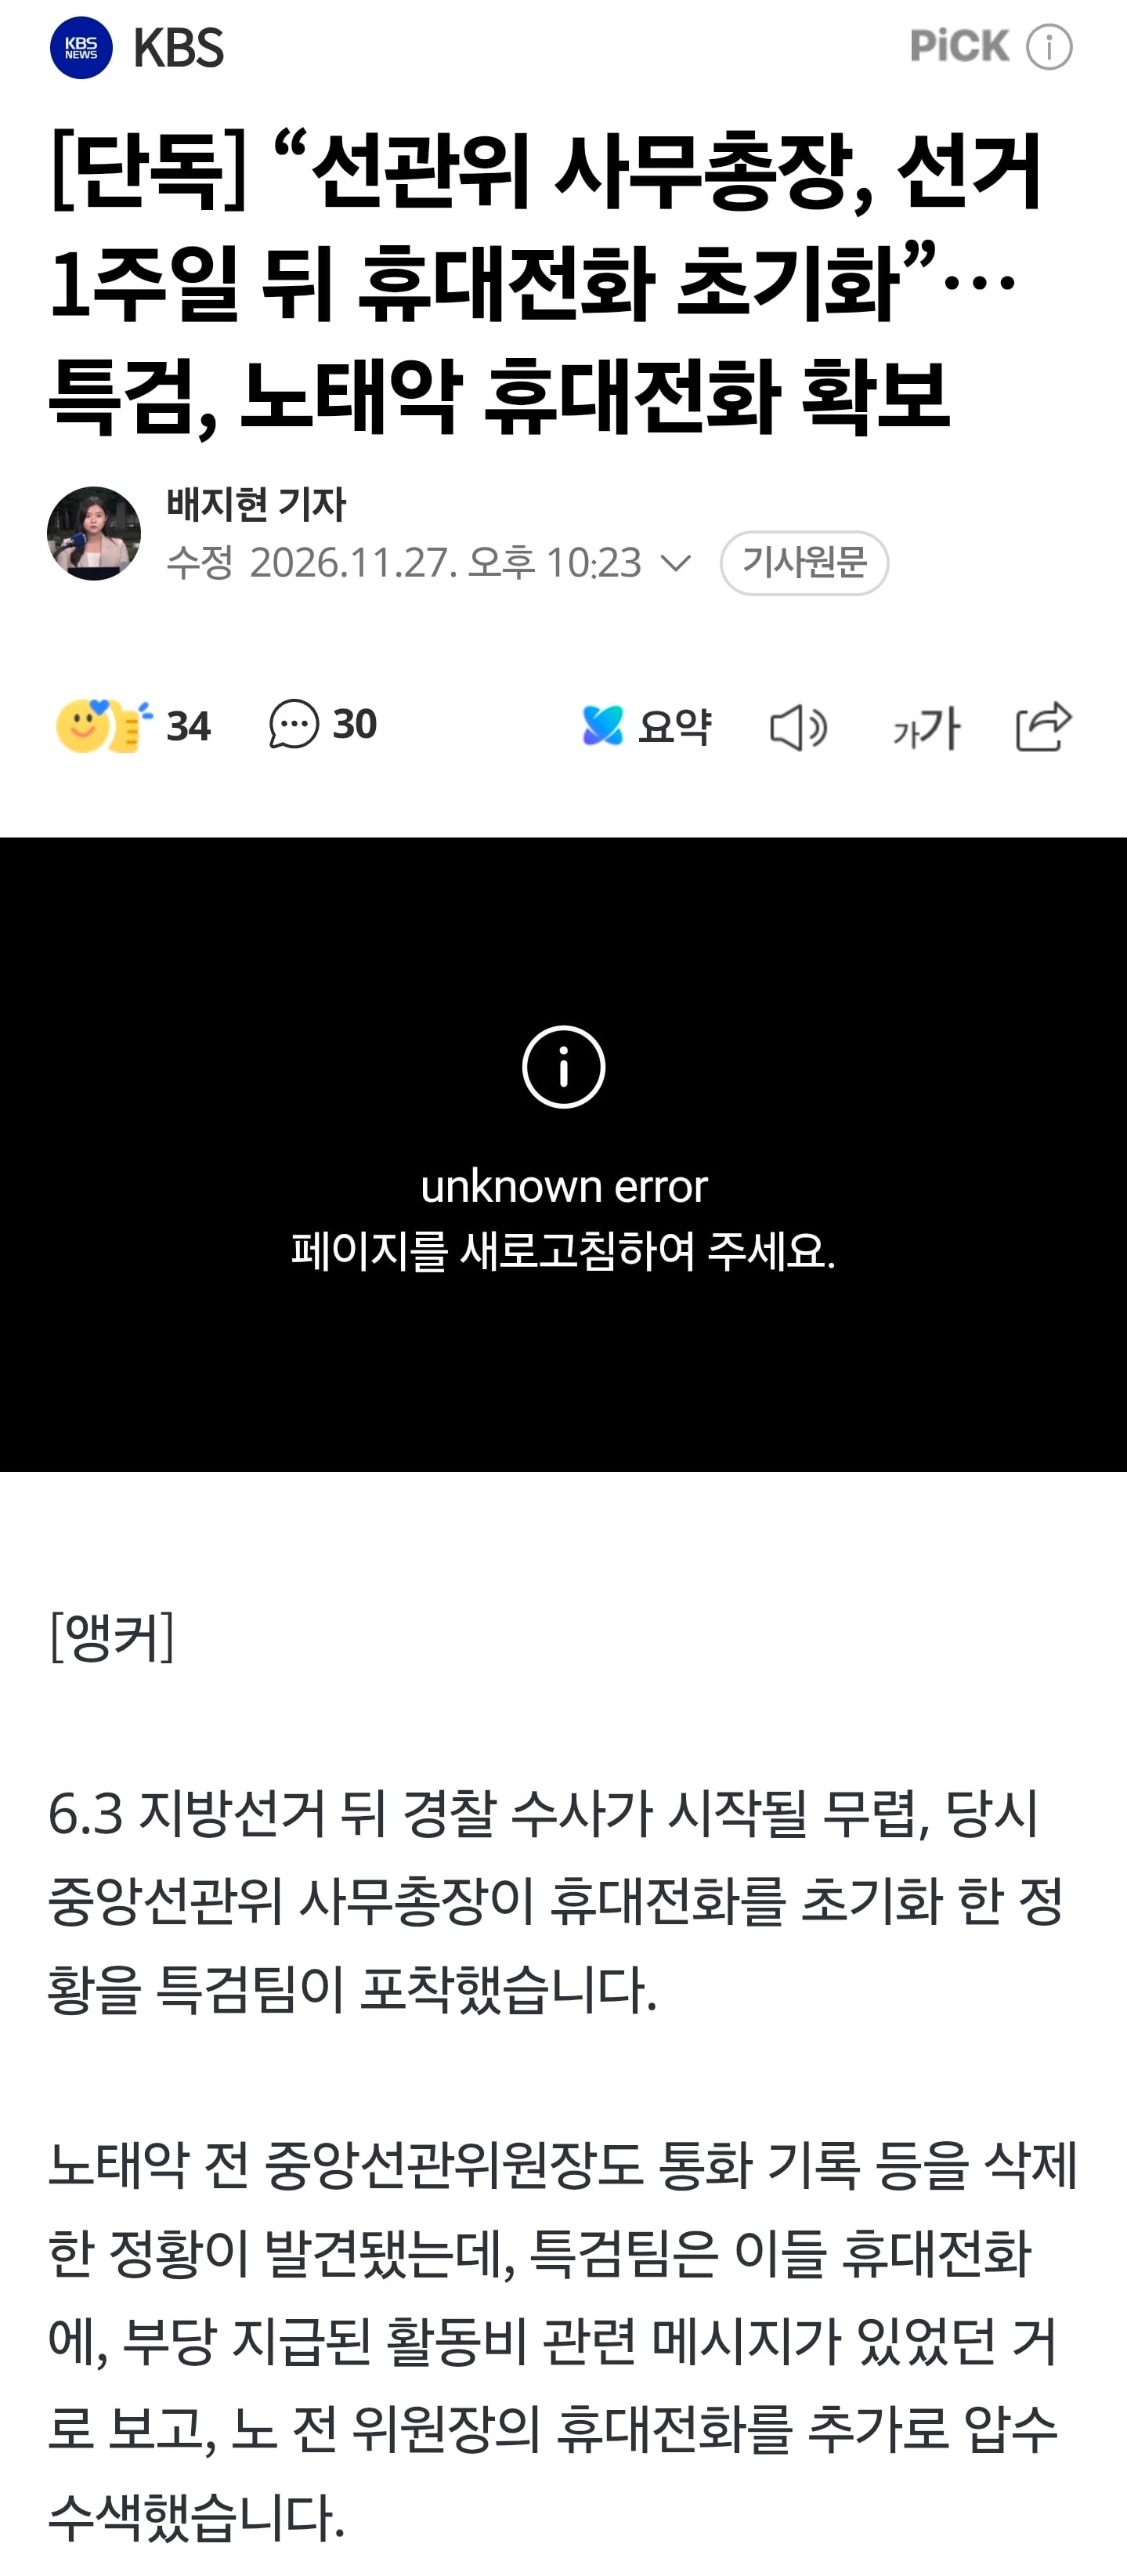 KBS NEWS KBS PiCK
[단독] “선관위 사무총장, 선거
1주일 뒤 휴대전화 초기화”…
특검, 노태악 휴대전화 확보
배지현 기자
수정 2026.11.27. 오후 10:23 기사원문
34 30 요약 가가
unknown error
페이지를 새로고침하여 주세요.
[앵커]
6.3 지방선거 뒤 경찰 수사가 시작될 무렵, 당시
중앙선관위 사무총장이 휴대전화를 초기화 한 정
황을 특검팀이 포착했습니다.
노태악 전 중앙선관위원장도 통화 기록 등을 삭제
한 정황이 발견됐는데, 특검팀은 이들 휴대전화
에, 부당 지급된 활동비 관련 메시지가 있었던 거
로 보고, 노 전 위원장의 휴대전화를 추가로 압수
수색했습니다.